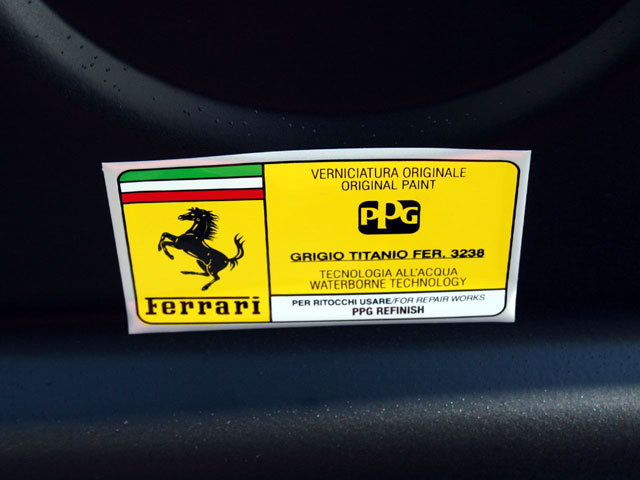 VERNICIATURA ORIGINALE
ORIGINAL PAINT
PPG
GRIGIO TITANIO FER. 3238
TECNOLOGIA ALL'ACQUA
WATERBORNE TECHNOLOGY
Ferrari
PER RITOCCHI USARE/FOR REPAIR WORKS
PPG REFINISH